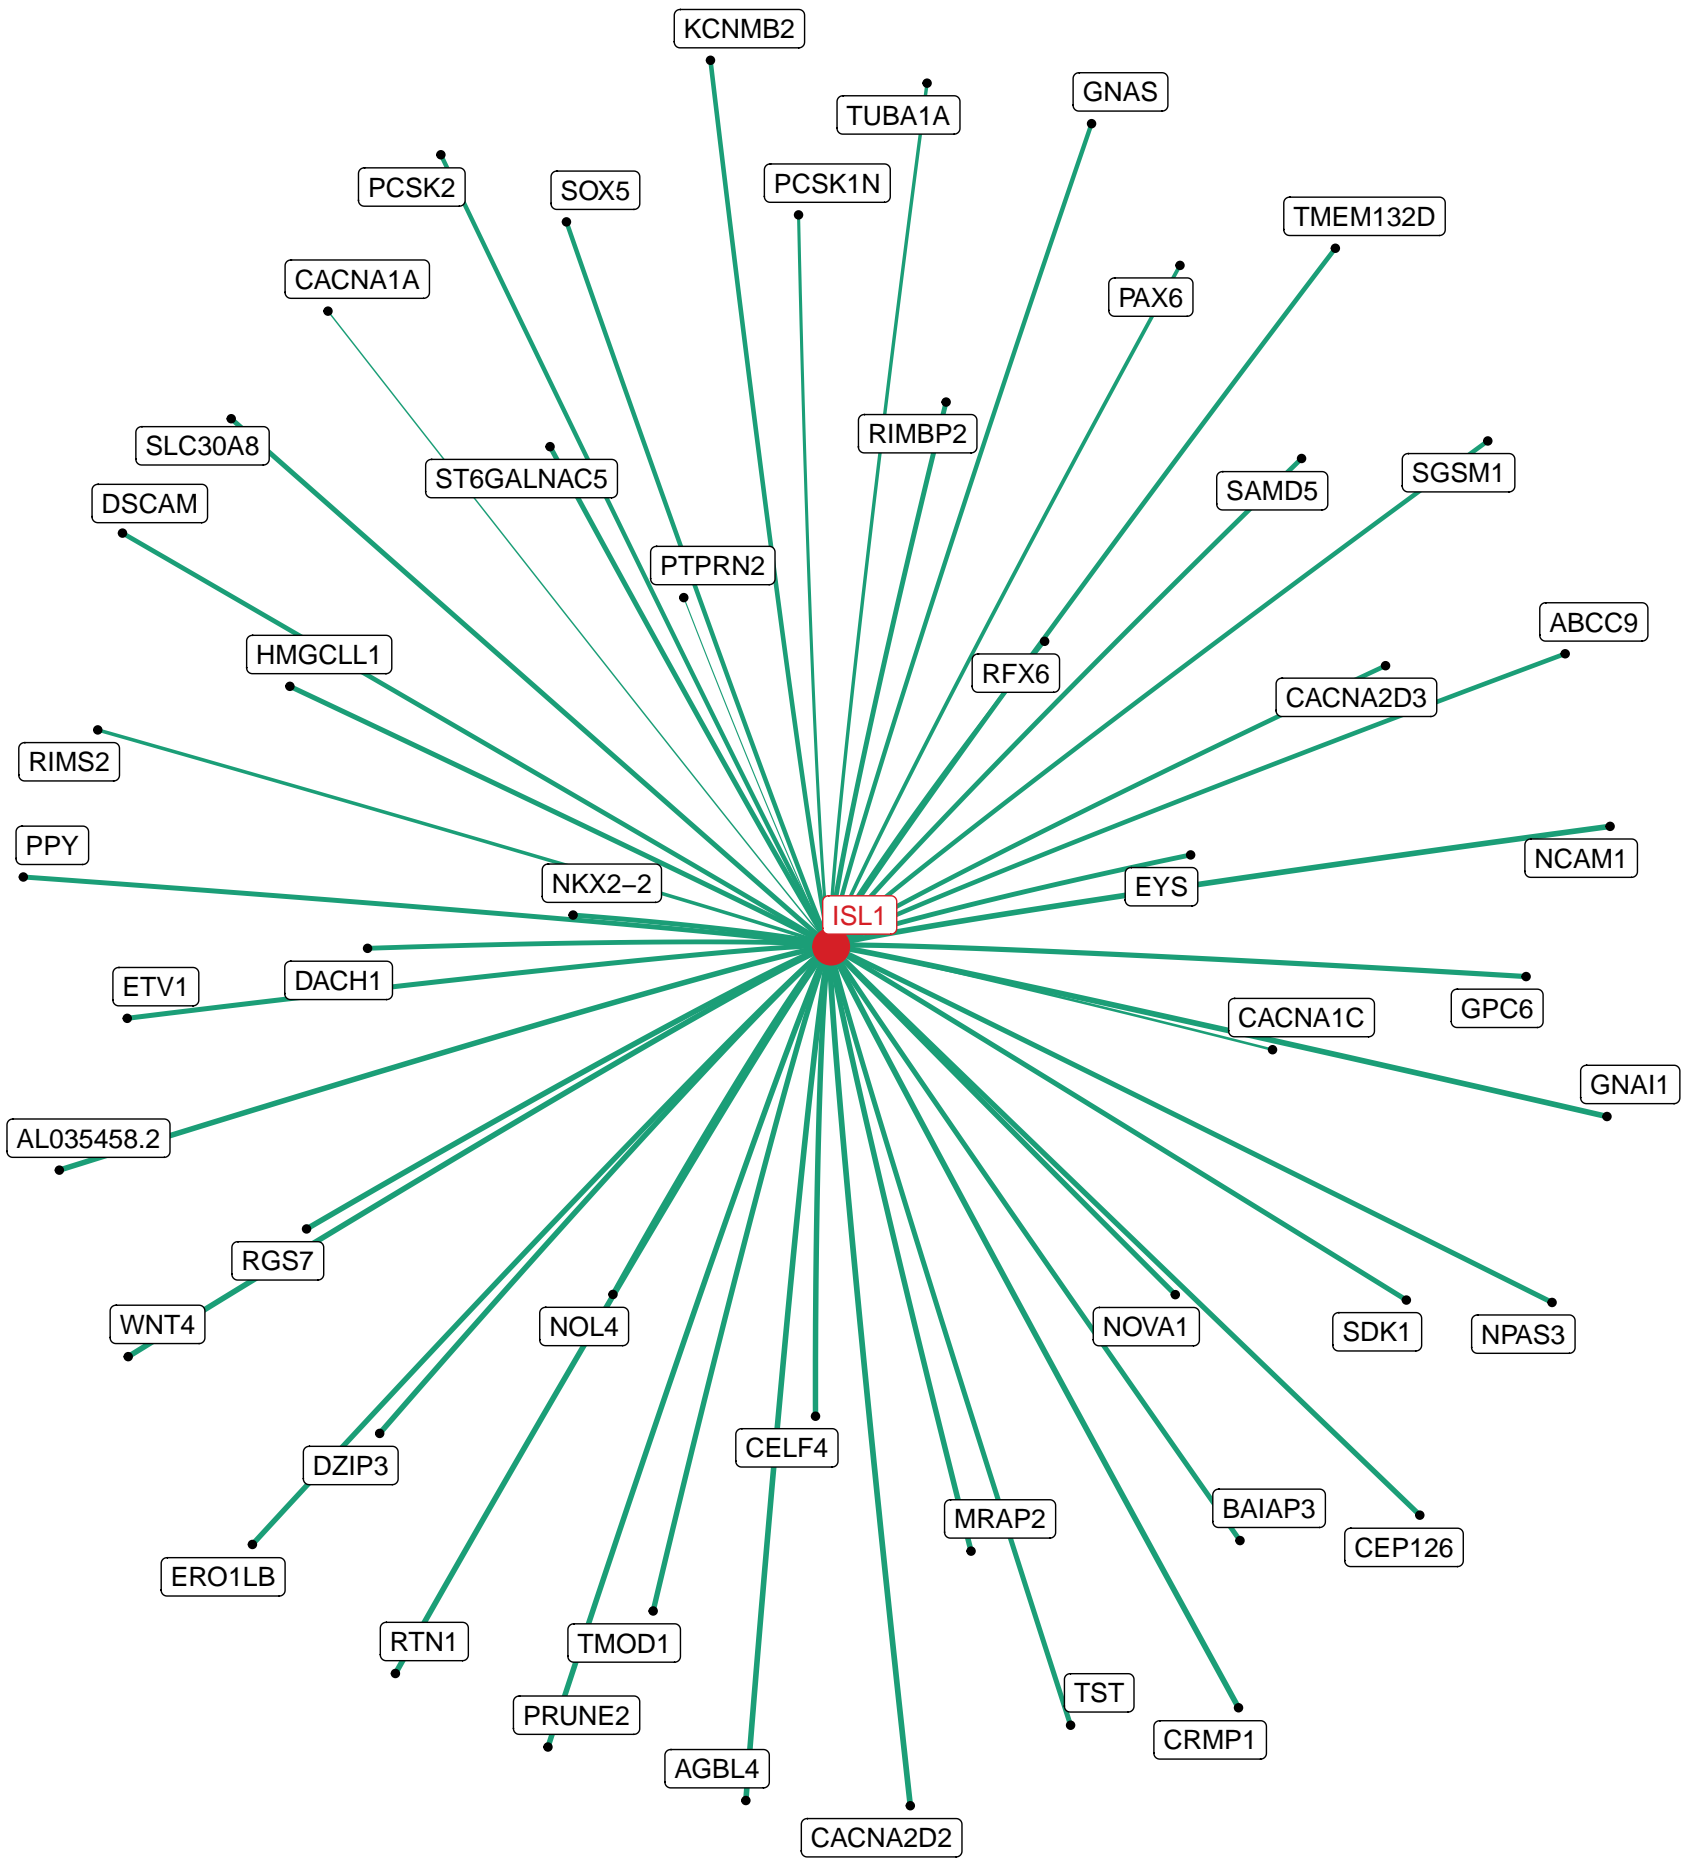 KCNMB2
GNAS
TUBA1A
PCSK2
SOX5
PCSK1N
TMEM132D
CACNA1A
PAX6
SLC30A8
RIMBP2
ST6GALNAC5
SAMD5
SGSM1
DSCAM
PTPRN2
ABCC9
HMGCLL1
RFX6
CACNA2D3
RIMS2
PPY
NCAM1
NKX2–2
EYS
ISL1
ETV1
DACH1
GPC6
CACNA1C
GNAI1
AL035458.2
RGS7
WNT4
NOL4
NOVA1
SDK1
NPAS3
DZIP3
CELF4
MRAP2
BAIAP3
CEP126
ERO1LB
RTN1
TMOD1
TST
PRUNE2
CRMP1
AGBL4
CACNA2D2